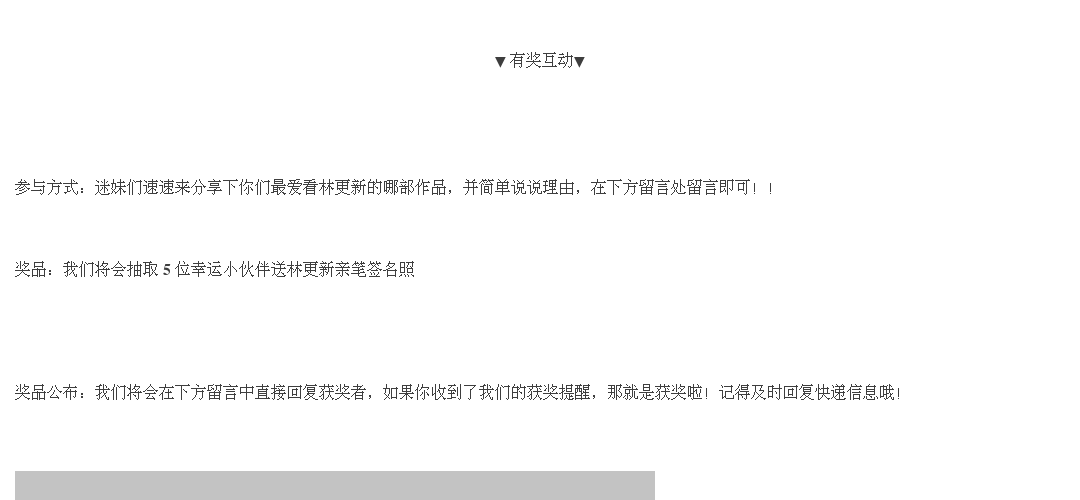 ▼有奖互动▼
参与方式：迷妹们速速来分享下你们最爱看林更新的哪部作品，并简单说说理由，在下方留言处留言即可！！
奖品：我们将会抽取 5 位幸运小伙伴送林更新亲笔签名照
奖品公布：我们将会在下方留言中直接回复获奖者，如果你收到了我们的获奖提醒，那就是获奖啦！记得及时回复快递信息哦！